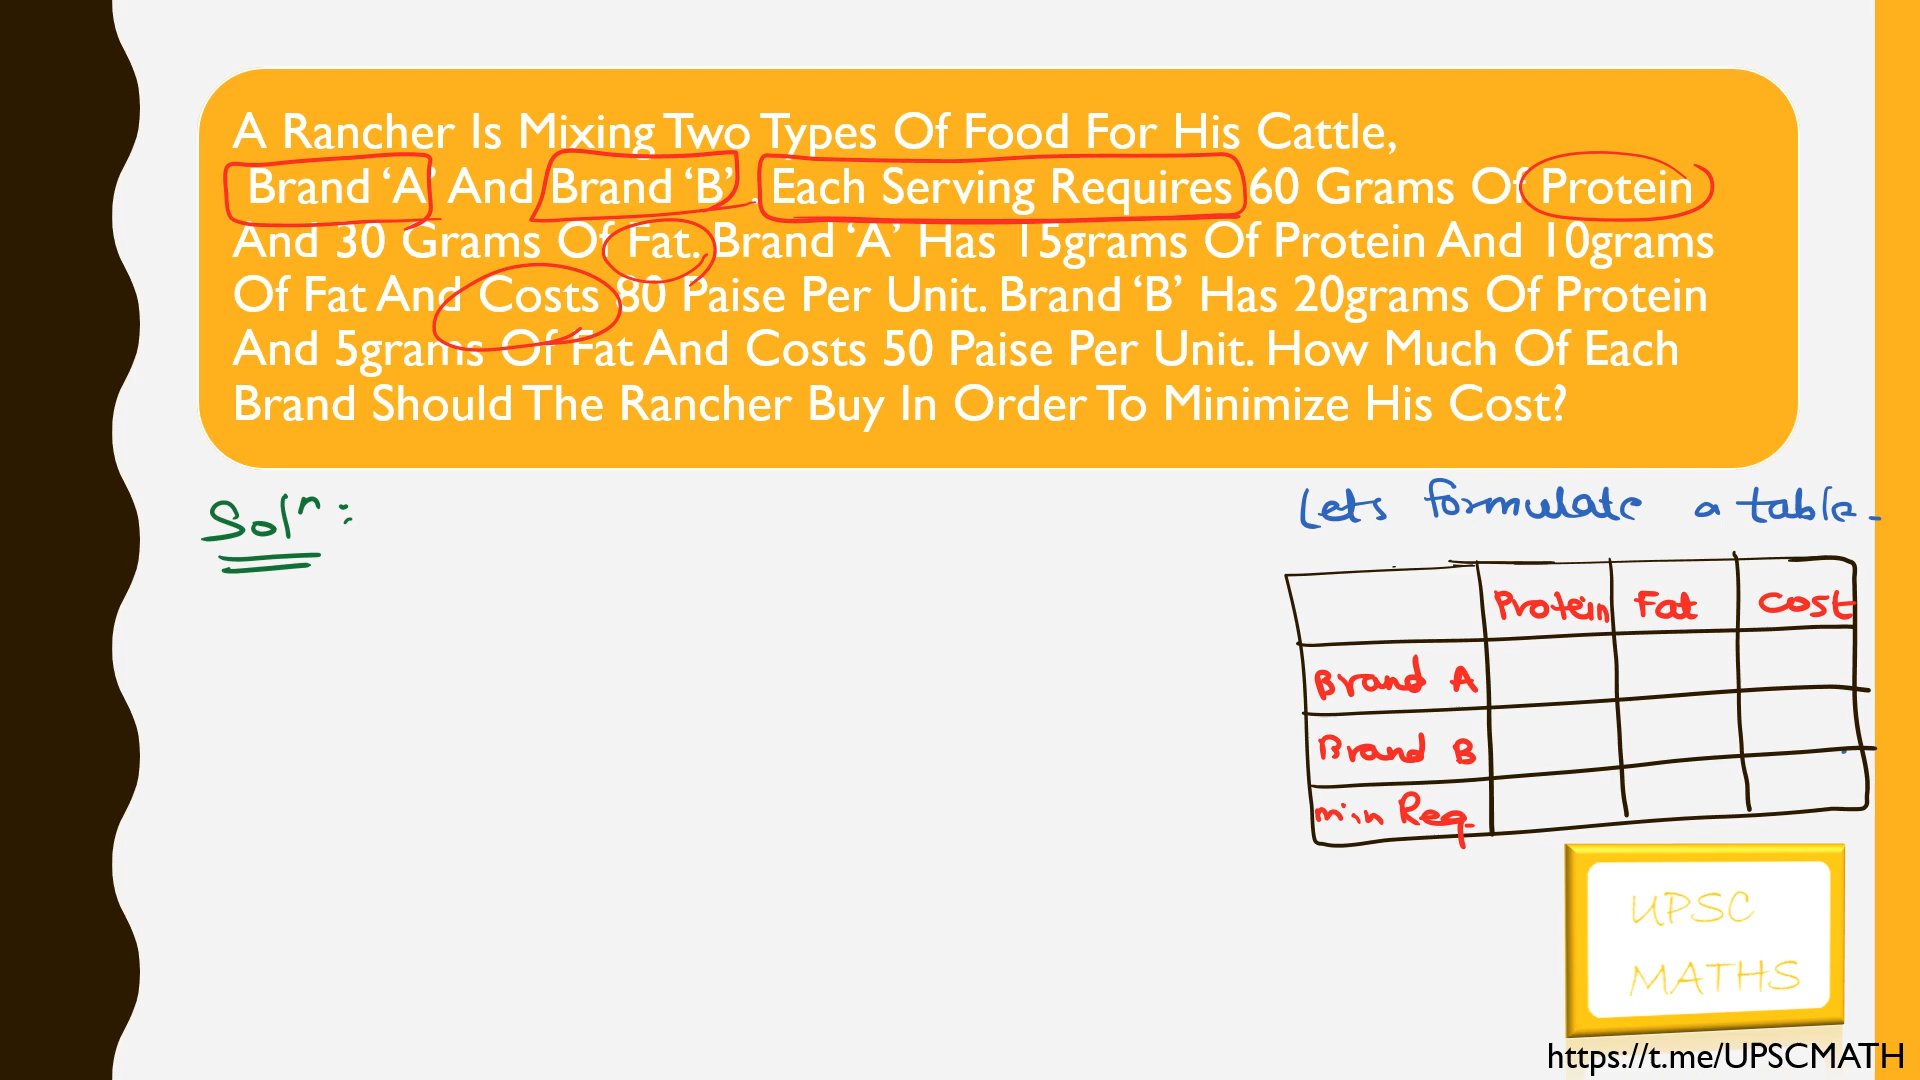 A Rancher Is Mixing Two Types Of Food For His Cattle,
Brand ‘A’ And Brand ‘B’ . Each Serving Requires 60 Grams Of Protein
And 30 Grams Of Fat. Brand ‘A’ Has 15grams Of Protein And 10grams
Of Fat And Costs 80 Paise Per Unit. Brand ‘B’ Has 20grams Of Protein
And 5grams Of Fat And Costs 50 Paise Per Unit. How Much Of Each
Brand Should The Rancher Buy In Order To Minimize His Cost?
Solⁿ:
Lets formulate a table.
Protein Fat Cost
Brand A
Brand B
min Req.
UPSC
MATHS
https://t.me/UPSCMATH